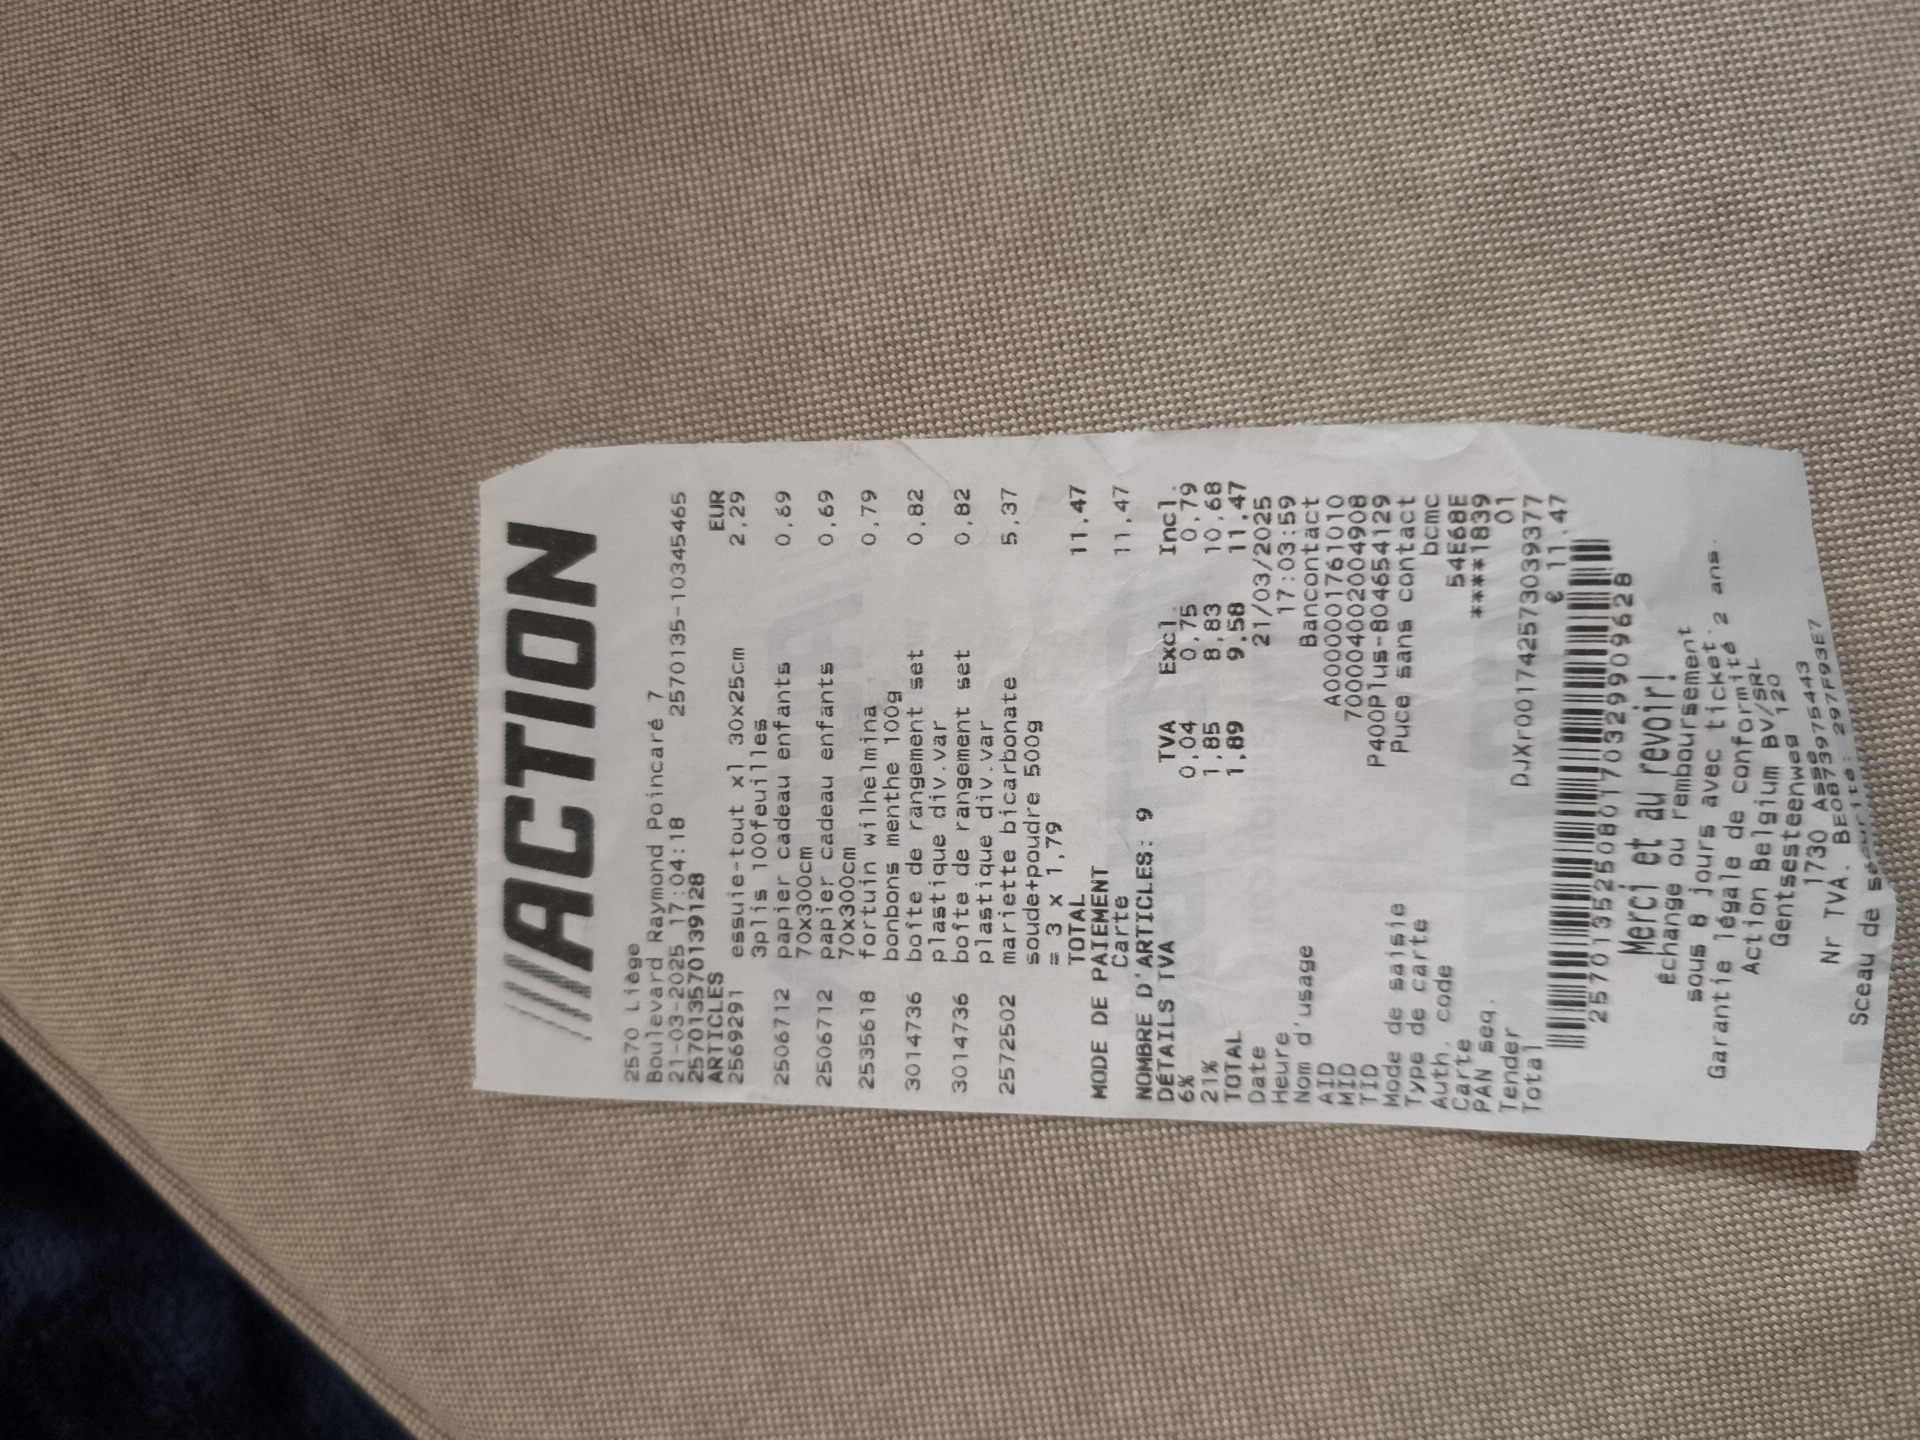 ACTION
2570 Liège
Boulevard Raymond Poincaré 7
21-03-2025 17:04:18 2570135-103454465
2570135570139128
ARTICLES EUR
2569291 essuie-tout x1 30x25cm 2,29
3plis 100feuilles
2506712 papier cadeau enfants 0,69
70x300cm
2506712 papier cadeau enfants 0,69
70x300cm
2535618 fortuin wilhelmina 0,79
bonbons menthe 100g
3014736 boîte de rangement set 0,82
plastique div.var
3014736 boîte de rangement set 0,82
plastique div.var
2572502 mariette bicarbonate 5,37
soude+poudre 500g
= 3 x 1,79
TOTAL 11,47
MODE DE PAIEMENT
Carte 11,47
NOMBRE D'ARTICLES: 9
DÉTAILS TVA TVA Excl. Incl.
6% 0,04 0,75 0,79
21% 1,85 8,83 10,68
TOTAL 1,89 9,58 11,47
Date 21/03/2025
Heure 17:03:59
Nom d'usage Bancontact
AID A0000001761010
MID 700004002004908
TID P400Plus-804654129
Mode de saisie Puce sans contact
Type de carte bcmc
Auth. code 54E68E
Carte ****1839
PAN seq. 01
Tender DJXr001742573039377
Total € 11,47
Merci et au revoir!
Échange ou remboursement
sous 8 jours avec ticket.
Garantie légale de conformité 2 ans.
Action Belgium BV/SRL
Gentsesteenweg 120
1730 Asse
Nr TVA. BE0873975443
Sceau de sécurité: 297F93E7